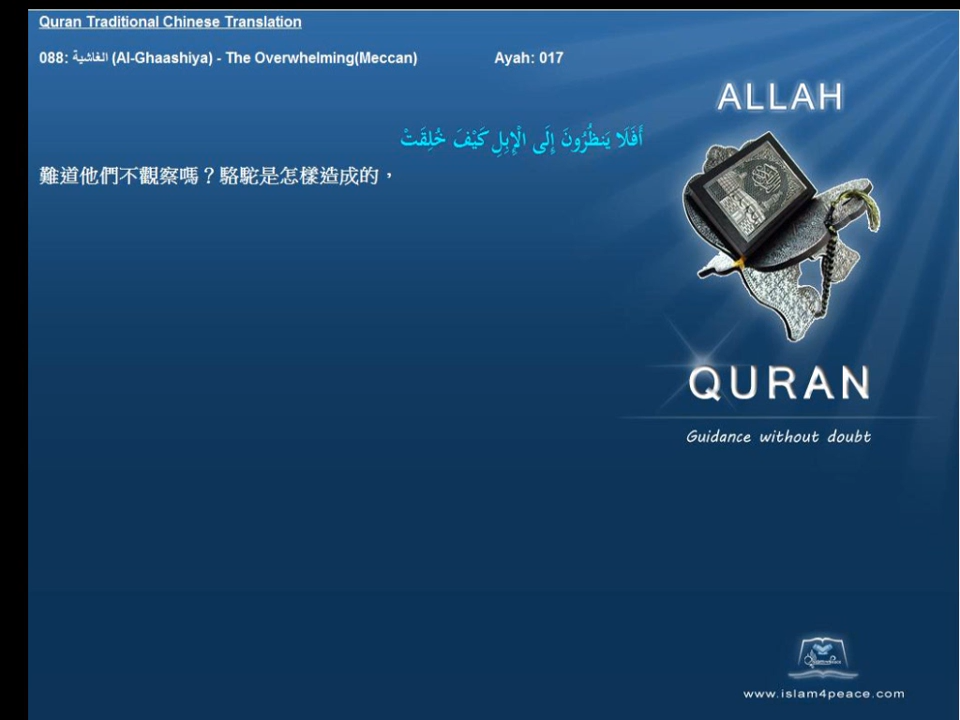 Quran Traditional Chinese Translation
088: الغاشية (Al-Ghaashiya) - The Overwhelming(Meccan) Ayah: 017
أَفَلَا يَنظُرُونَ إِلَى الْإِبِلِ كَيْفَ خُلِقَتْ
難道他們不觀察嗎？駱駝是怎樣造成的，
ALLAH
QURAN
Guidance without doubt
www.islam4peace.com